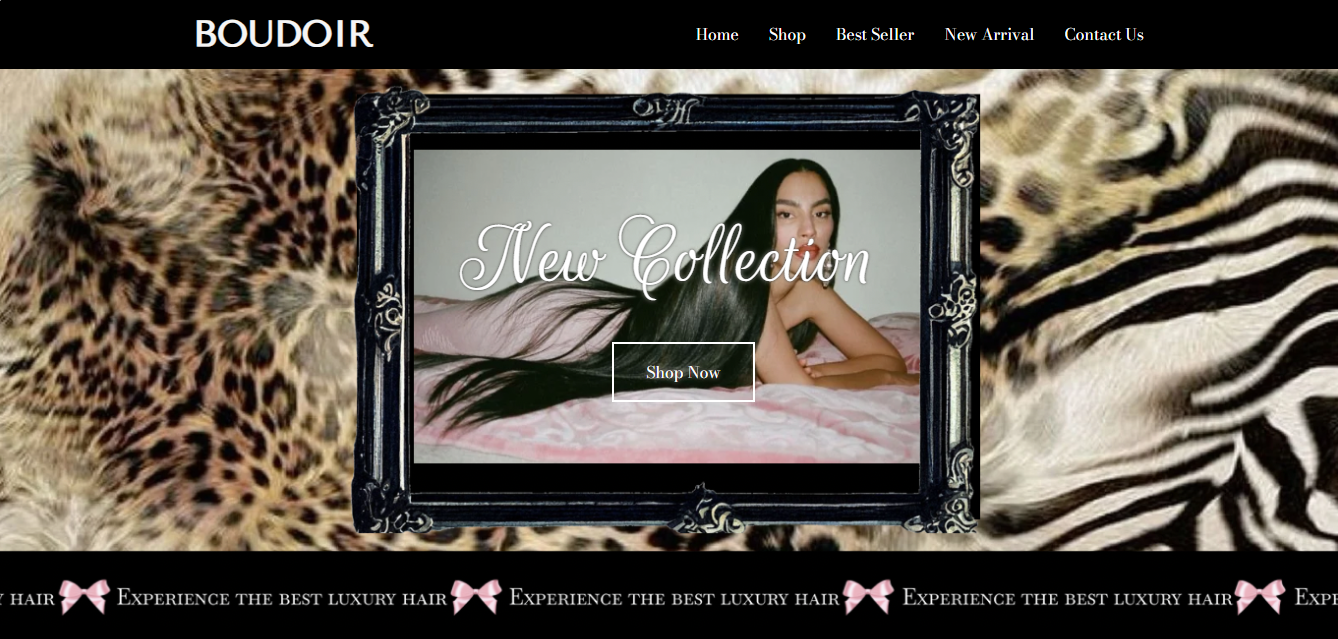 BOUDOIR
Home Shop Best Seller New Arrival Contact Us
New Collection
Shop Now
Y HAIR EXPERIENCE THE BEST LUXURY HAIR EXPERIENCE THE BEST LUXURY HAIR EXPERIENCE THE BEST LUXURY HAIR EXPE